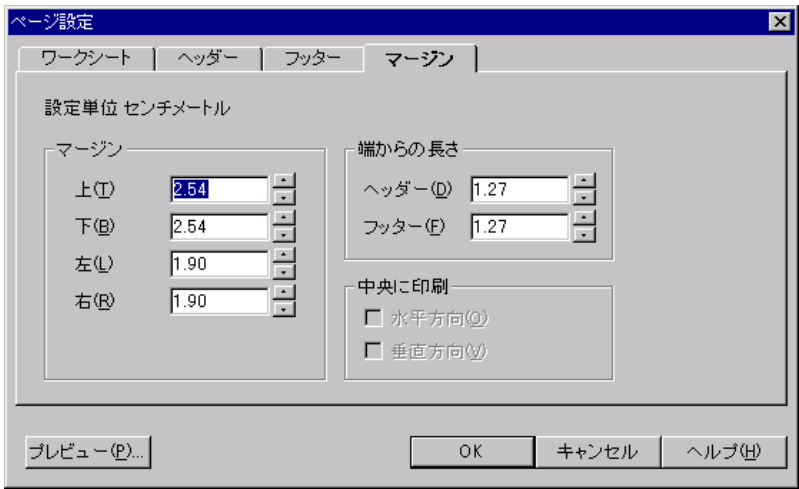 ページ設定
ワークシート ヘッダー フッター マージン
設定単位 センチメートル
マージン
上(T) 2.54
下(B) 2.54
左(L) 1.90
右(R) 1.90
端からの長さ
ヘッダー(D) 1.27
フッター(F) 1.27
中央に印刷
水平方向(O)
垂直方向(V)
プレビュー(P)... OK キャンセル ヘルプ(H)